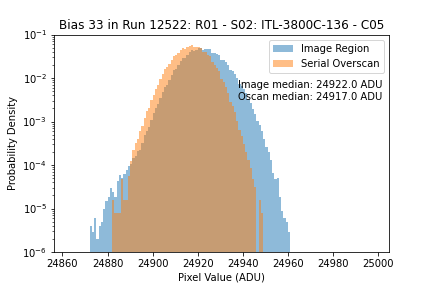 Bias 33 in Run 12522: R01 - S02: ITL-3800C-136 - C05
Image Region
Serial Overscan
Image median: 24922.0 ADU
Oscan median: 24917.0 ADU
Probability Density
10⁻¹
10⁻²
10⁻³
10⁻⁴
10⁻⁵
10⁻⁶
24860 24880 24900 24920 24940 24960 24980 25000
Pixel Value (ADU)